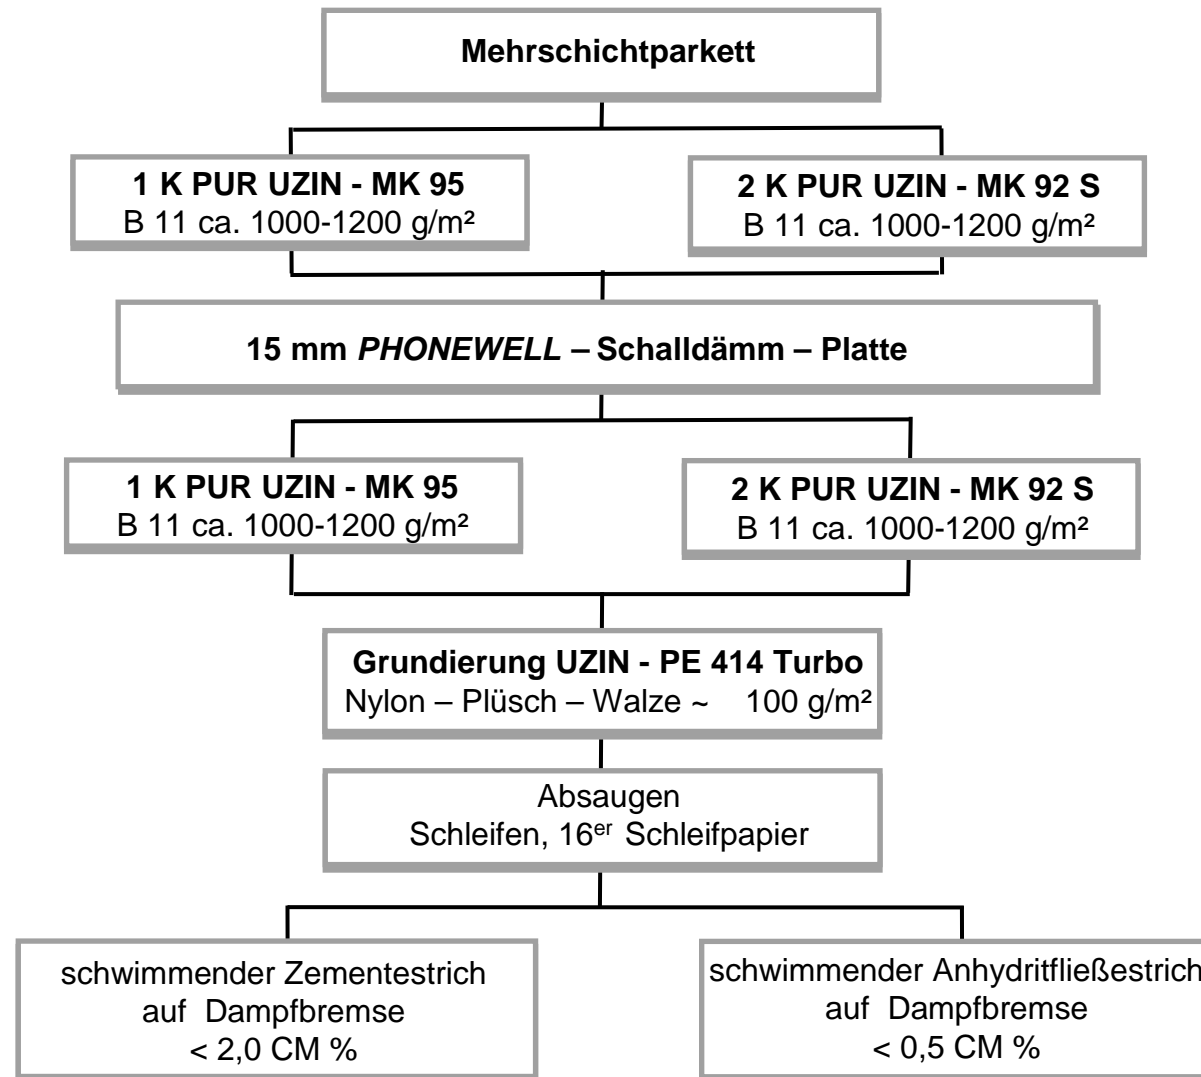 Mehrschichtparkett
1 K PUR UZIN - MK 95
B 11 ca. 1000-1200 g/m²
2 K PUR UZIN - MK 92 S
B 11 ca. 1000-1200 g/m²
15 mm PHONEWELL – Schalldämm – Platte
1 K PUR UZIN - MK 95
B 11 ca. 1000-1200 g/m²
2 K PUR UZIN - MK 92 S
B 11 ca. 1000-1200 g/m²
Grundierung UZIN - PE 414 Turbo
Nylon – Plüsch – Walze ~ 100 g/m²
Absaugen
Schleifen, 16er Schleifpapier
schwimmender Zementestrich
auf Dampfbremse
< 2,0 CM %
schwimmender Anhydritfließestrich
auf Dampfbremse
< 0,5 CM %